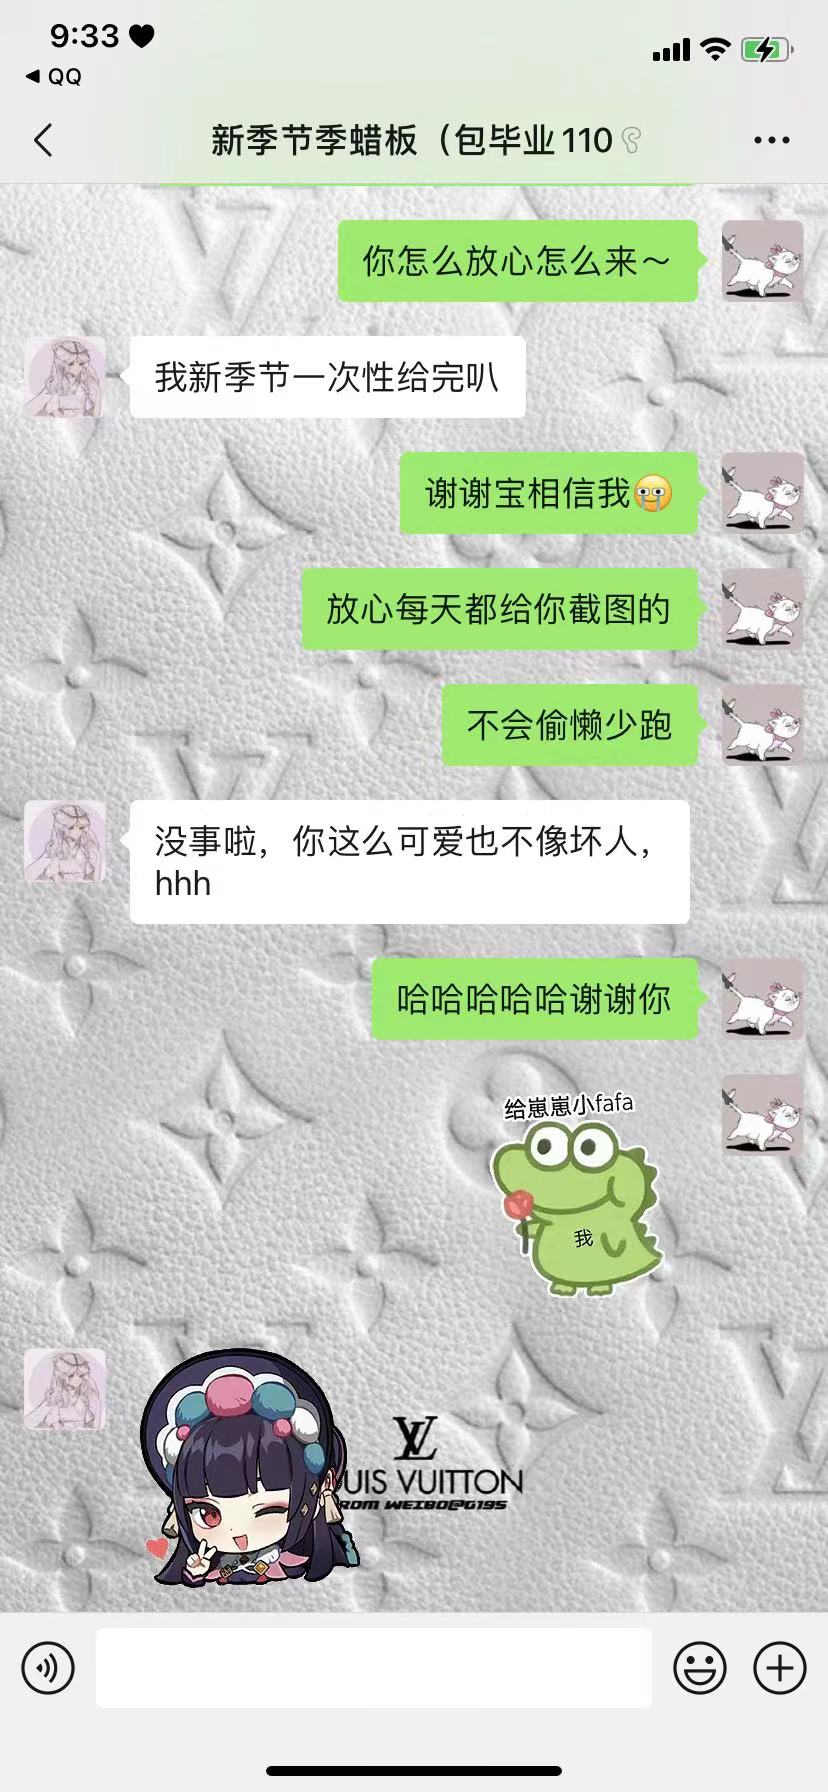 9:33
QQ
新季节季蜡板（包毕业110
你怎么放心怎么来～
我新季节一次性给完叭
谢谢宝相信我
放心每天都给你截图的
不会偷懒少跑
没事啦，你这么可爱也不像坏人，
hhh
哈哈哈哈哈谢谢你
给崽崽小fafa
我
LV
UIS VUITTON
ROM WEIBO@G195